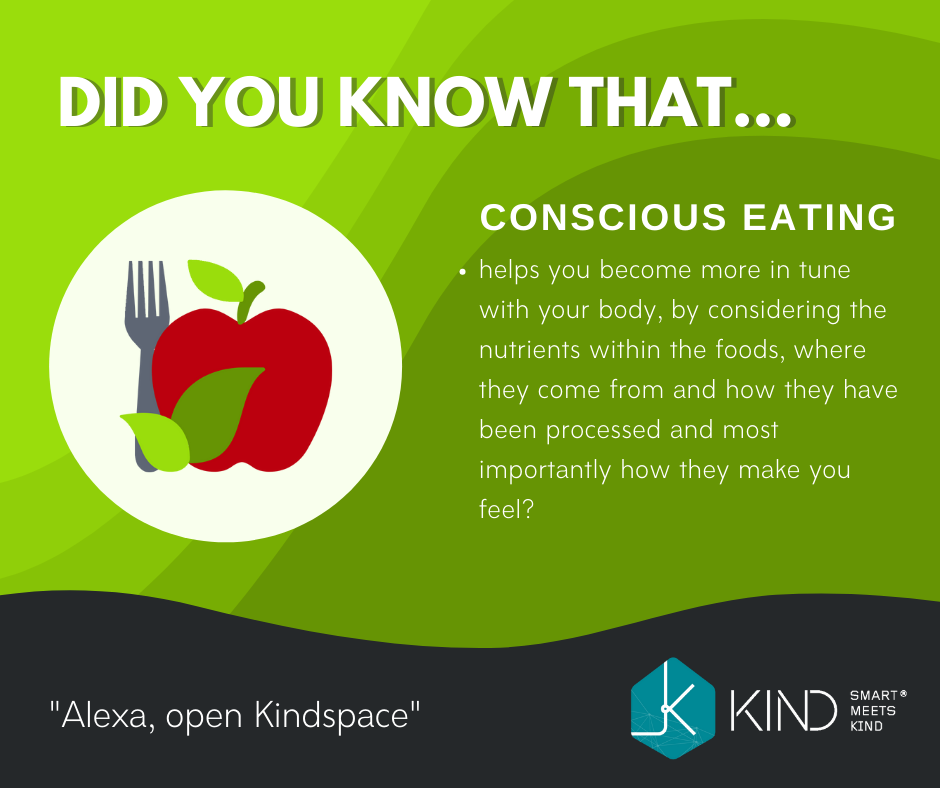 DID YOU KNOW THAT...
CONSCIOUS EATING
• helps you become more in tune
with your body, by considering the
nutrients within the foods, where
they come from and how they have
been processed and most
importantly how they make you
feel?
"Alexa, open Kindspace"
KIND
SMART®
MEETS
KIND